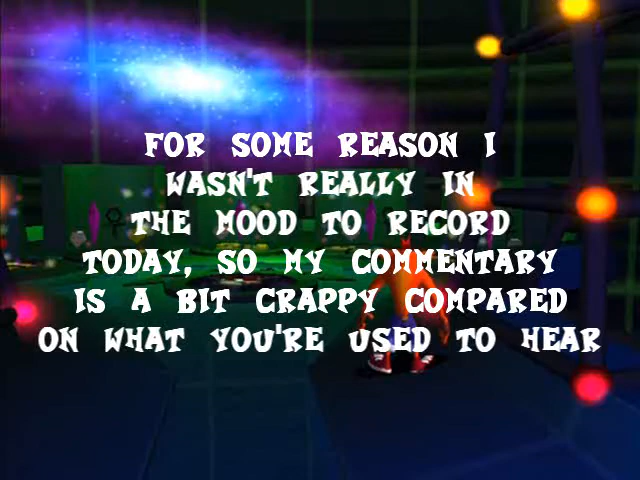 FOR SOME REASON I
WASN'T REALLY IN
THE MOOD TO RECORD
TODAY, SO MY COMMENTARY
IS A BIT CRAPPY COMPARED
ON WHAT YOU'RE USED TO HEAR